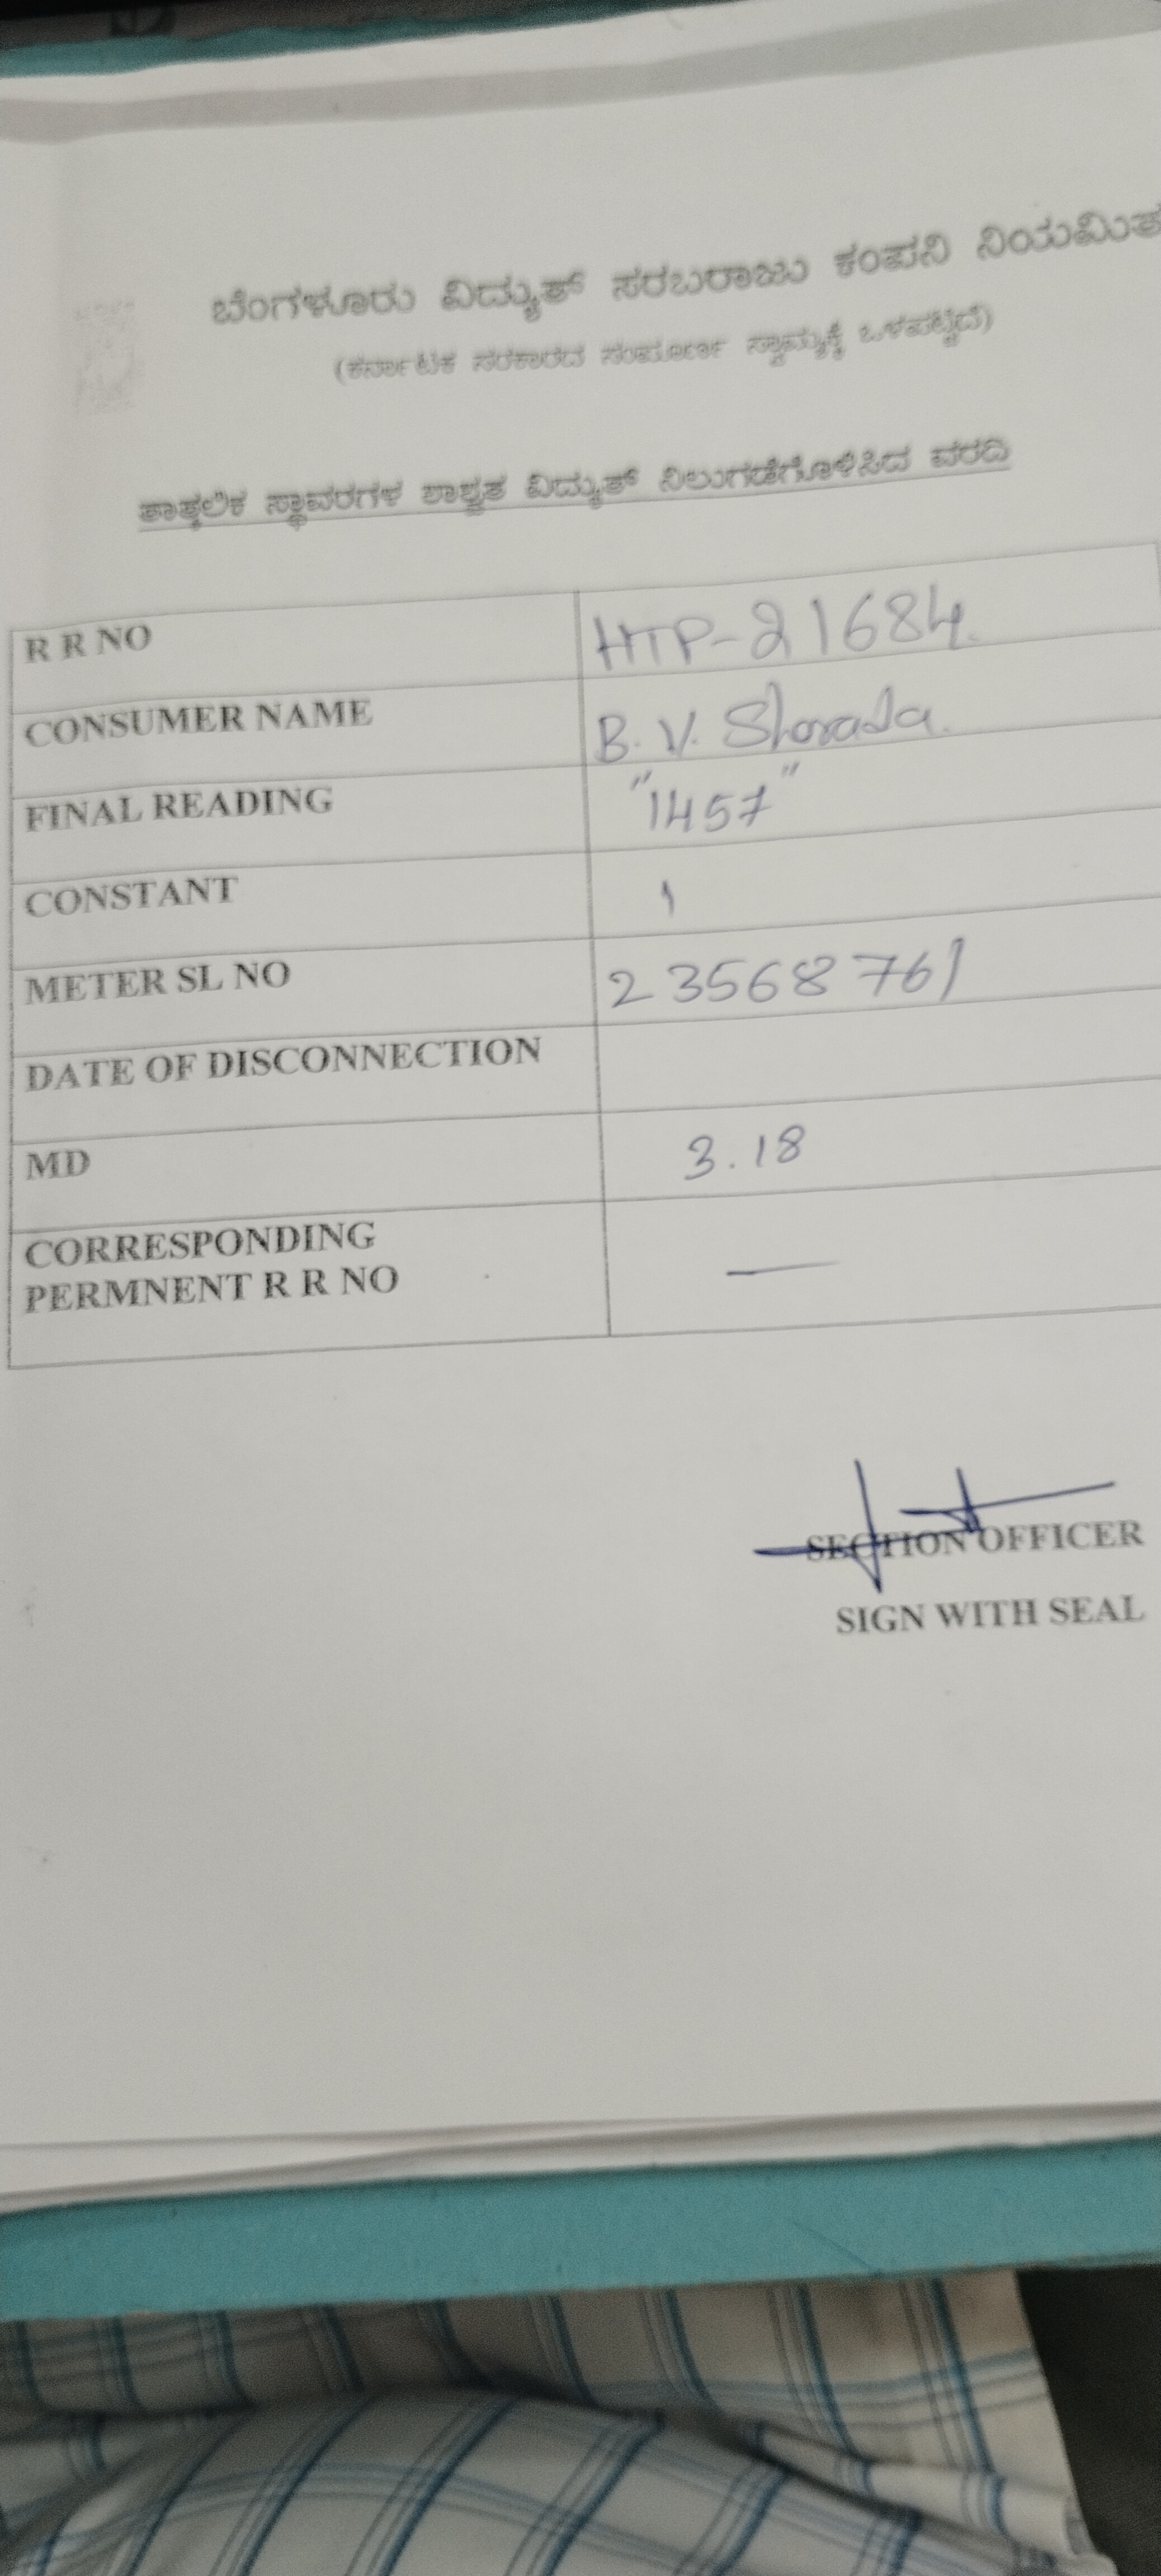 ಬೆಂಗಳೂರು ವಿದ್ಯುತ್ ಸರಬರಾಜು ಕಂಪನಿ ನಿಯಮಿತ
(ಕರ್ನಾಟಕ ಸರಕಾರದ ಸಂಪೂರ್ಣ ಸ್ವಾಮ್ಯಕ್ಕೆ ಒಳಪಟ್ಟಿದೆ)
ತಾತ್ಕಲಿಕ ಸ್ಥಾವರಗಳ ಶಾಶ್ವತ ವಿದ್ಯುತ್ ನಿಲುಗಡೆಗೊಳಿಸಿದ ವರದಿ
R R NO HTP-21684.
CONSUMER NAME B. V. Sharada.
FINAL READING "1457"
CONSTANT 1
METER SL NO 23568761
DATE OF DISCONNECTION
MD 3.18
CORRESPONDING
PERMNENT R R NO —
SECTION OFFICER
SIGN WITH SEAL